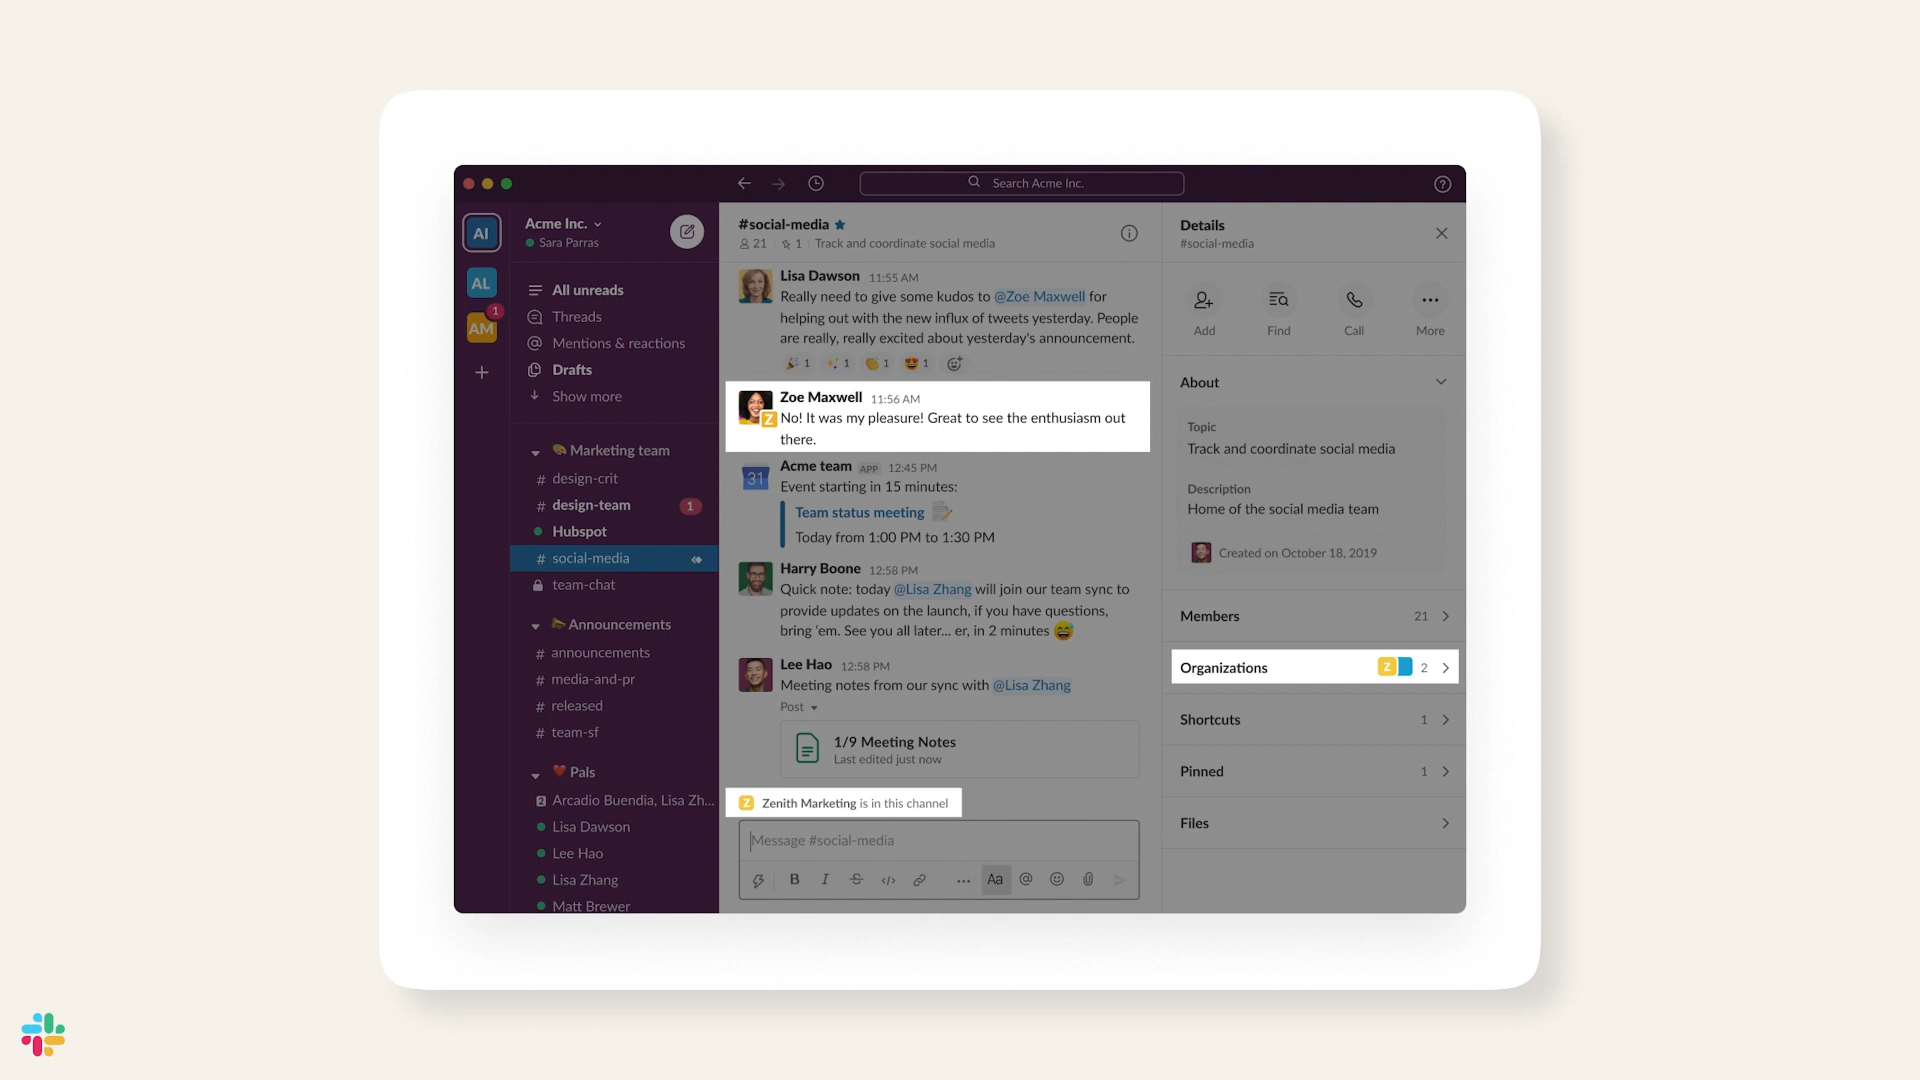 Search Acme Inc.
AI
AL
1
AM
Acme Inc.
Sara Parras
All unreads
Threads
Mentions & reactions
Drafts
Show more
Marketing team
# design-crit
# design-team 1
Hubspot
# social-media
team-chat
Announcements
# announcements
# media-and-pr
# released
# team-sf
Pals
2 Arcadio Buendia, Lisa Zh...
Lisa Dawson
Lee Hao
Lisa Zhang
Matt Brewer
#social-media
21 | 1 | Track and coordinate social media
Lisa Dawson 11:55 AM
Really need to give some kudos to @Zoe Maxwell for
helping out with the new influx of tweets yesterday. People
are really, really excited about yesterday's announcement.
1 1 1 1
Zoe Maxwell 11:56 AM
Z
No! It was my pleasure! Great to see the enthusiasm out
there.
31
Acme team APP 12:45 PM
Event starting in 15 minutes:
Team status meeting
Today from 1:00 PM to 1:30 PM
Harry Boone 12:58 PM
Quick note: today @Lisa Zhang will join our team sync to
provide updates on the launch, if you have questions,
bring ‘em. See you all later... er, in 2 minutes
Lee Hao 12:58 PM
Meeting notes from our sync with @Lisa Zhang
Post
1/9 Meeting Notes
Last edited just now
Z Zenith Marketing is in this channel
Message #social-media
B I S </> ... Aa @
Details
#social-media
Add
Find
Call
More
About
Topic
Track and coordinate social media
Description
Home of the social media team
Created on October 18, 2019
Members 21
Organizations Z 2
Shortcuts 1
Pinned 1
Files